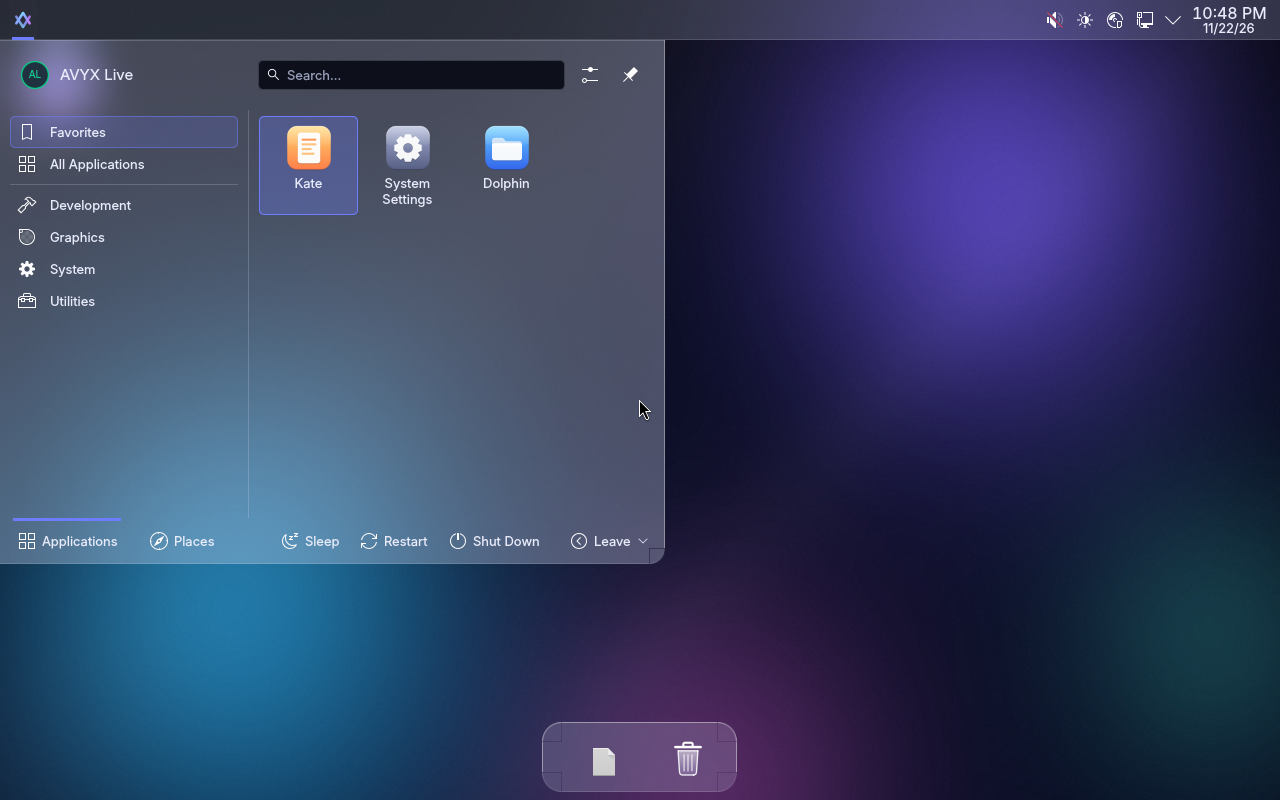 10:48 PM
11/22/26
AL
AVYX Live
Search...
Favorites
All Applications
Development
Graphics
System
Utilities
Kate
System
Settings
Dolphin
Applications
Places
Sleep
Restart
Shut Down
Leave